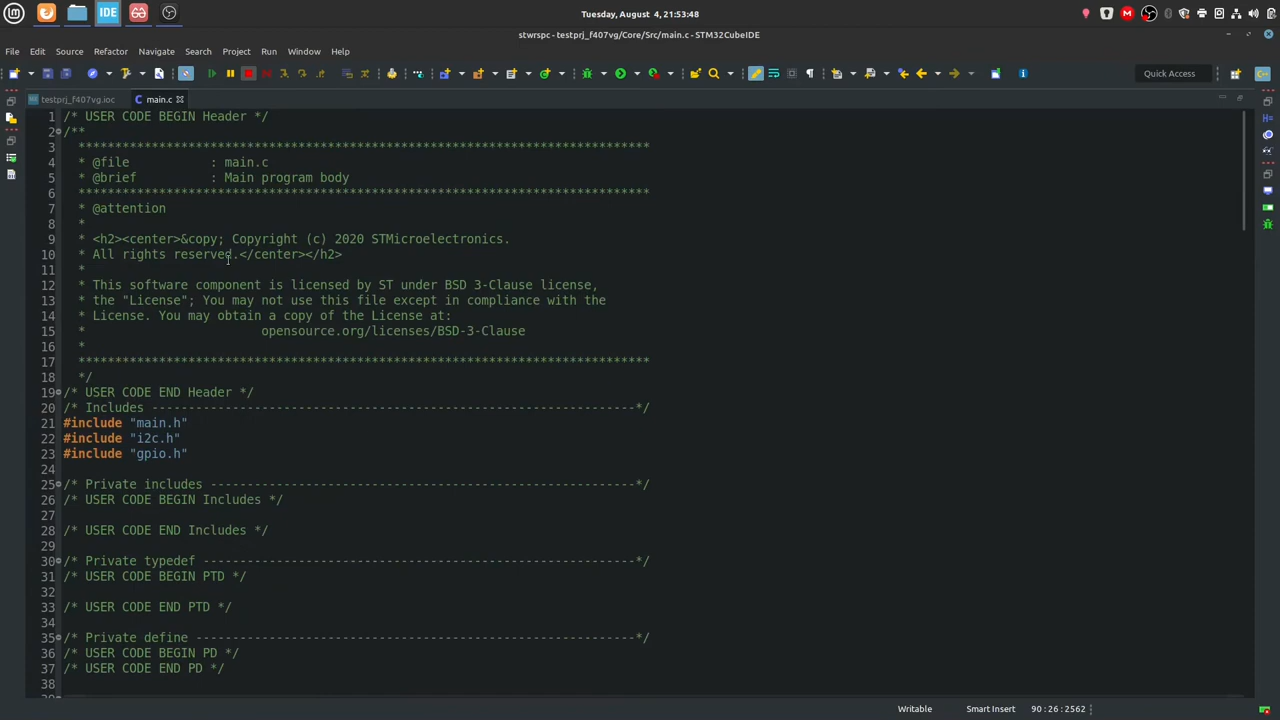 IDE
Tuesday, August 4, 21:53:48
stwrspc - testprj_f407vg/Core/Src/main.c - STM32CubeIDE
File Edit Source Refactor Navigate Search Project Run Window Help
Quick Access
testprj_f407vg.ioc main.c
1 /* USER CODE BEGIN Header */
2 /**
3 ******************************************************************************
4 * @file : main.c
5 * @brief : Main program body
6 ******************************************************************************
7 * @attention
8 *
9 * <h2><center>&copy; Copyright (c) 2020 STMicroelectronics.
10 * All rights reserved.</center></h2>
11 *
12 * This software component is licensed by ST under BSD 3-Clause license,
13 * the "License"; You may not use this file except in compliance with the
14 * License. You may obtain a copy of the License at:
15 * opensource.org/licenses/BSD-3-Clause
16 *
17 ******************************************************************************
18 */
19 /* USER CODE END Header */
20 /* Includes ------------------------------------------------------------------*/
21 #include "main.h"
22 #include "i2c.h"
23 #include "gpio.h"
24
25 /* Private includes ----------------------------------------------------------*/
26 /* USER CODE BEGIN Includes */
27
28 /* USER CODE END Includes */
29
30 /* Private typedef -----------------------------------------------------------*/
31 /* USER CODE BEGIN PTD */
32
33 /* USER CODE END PTD */
34
35 /* Private define ------------------------------------------------------------*/
36 /* USER CODE BEGIN PD */
37 /* USER CODE END PD */
38
Writable Smart Insert 90:26:2562